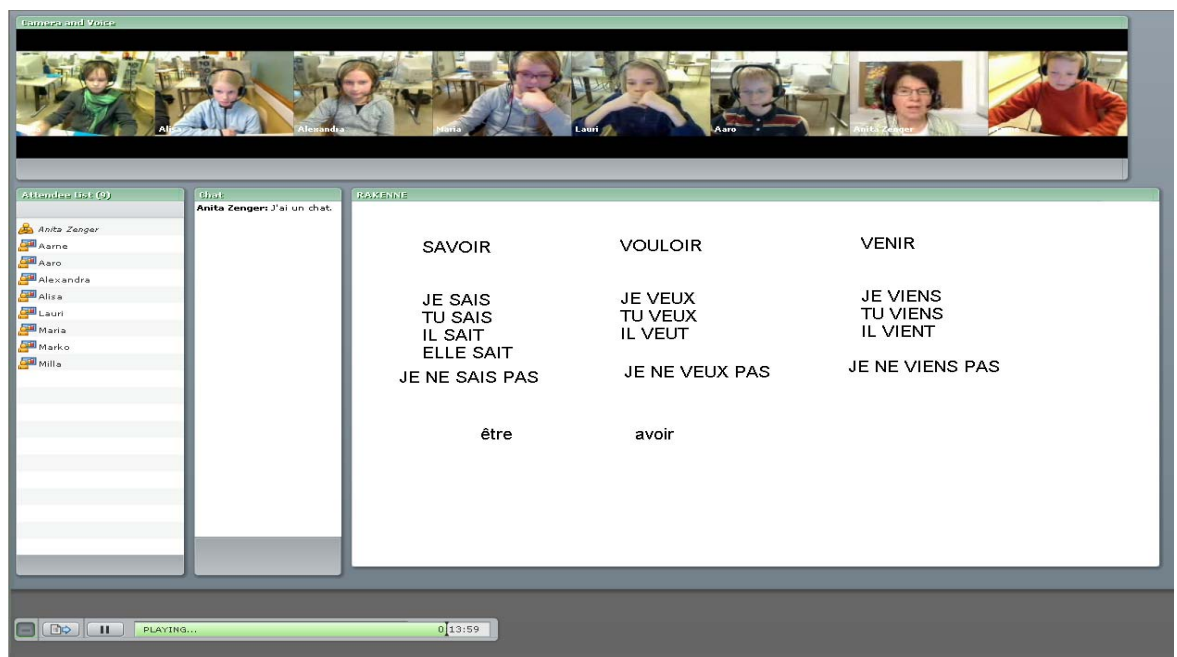 Camera and Voice
Alisa
Alexandra
Maria
Lauri
Aaro
Anita Zenger
Attendee List (9)
Anita Zenger
Aarne
Aaro
Alexandra
Alisa
Lauri
Maria
Marko
Milla
Chat
Anita Zenger: J'ai un chat.
RAKENNE
SAVOIR VOULOIR VENIR
JE SAIS JE VEUX JE VIENS
TU SAIS TU VEUX TU VIENS
IL SAIT IL VEUT IL VIENT
ELLE SAIT
JE NE SAIS PAS JE NE VEUX PAS JE NE VIENS PAS
être avoir
PLAYING... 0:13:59